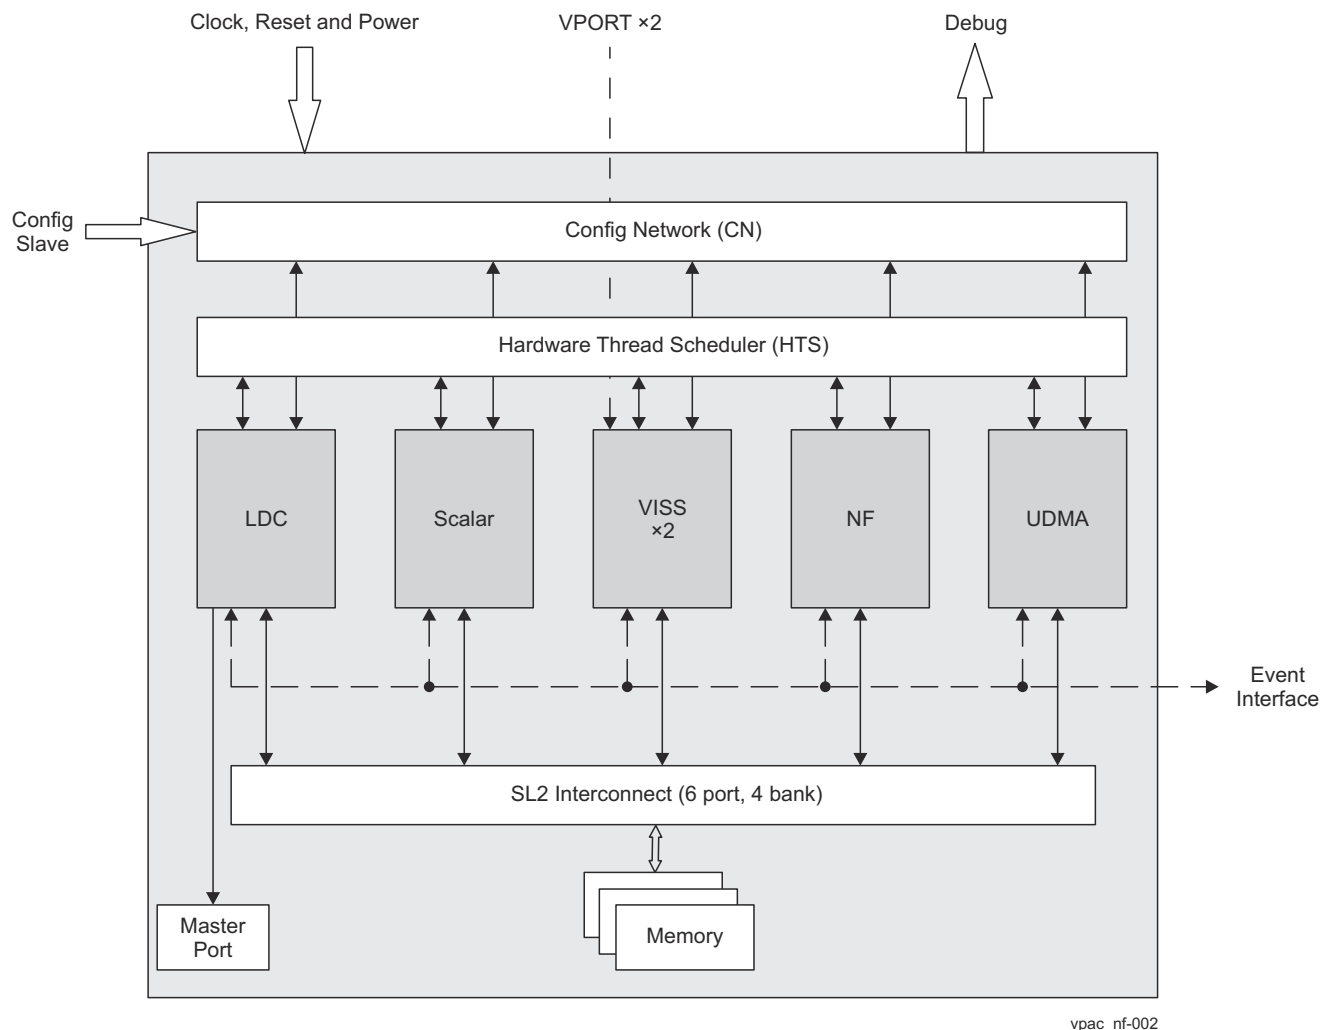 Clock, Reset and Power
VPORT ×2
Debug
Config
Slave
Config Network (CN)
Hardware Thread Scheduler (HTS)
LDC
Scalar
VISS
×2
NF
UDMA
Event
Interface
SL2 Interconnect (6 port, 4 bank)
Master
Port
Memory
vpac_nf-002